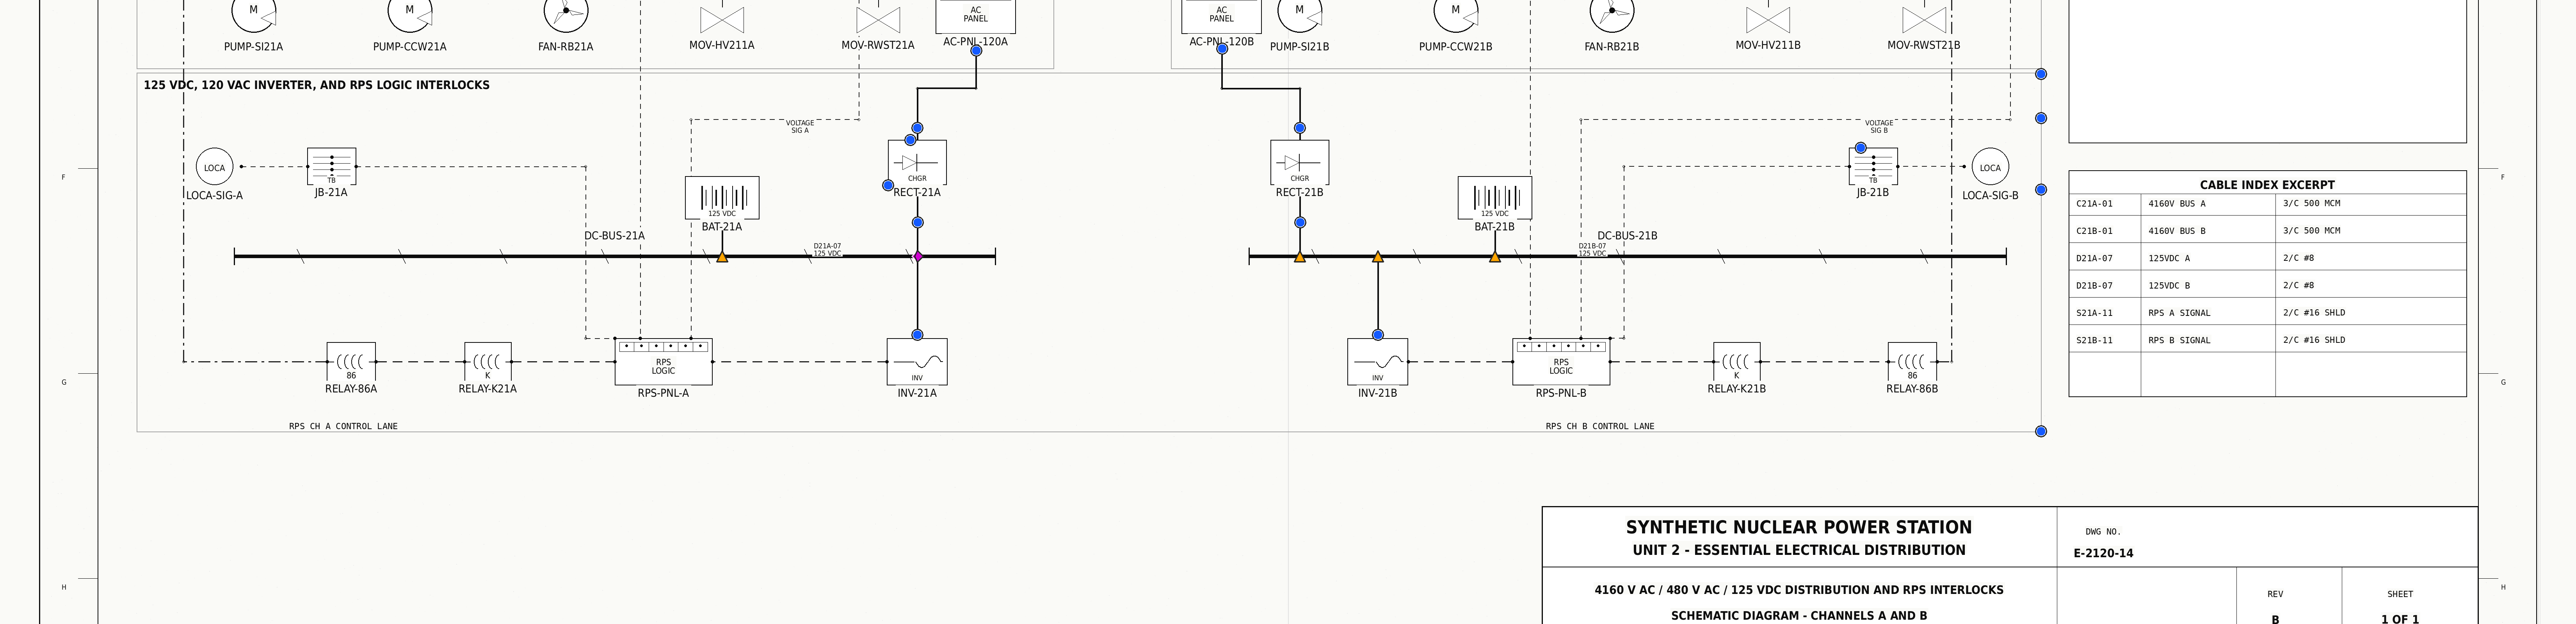 M
M
AC
PANEL
AC
PANEL
M
M
PUMP-SI21A
PUMP-CCW21A
FAN-RB21A
MOV-HV211A
MOV-RWST21A
AC-PNL-120A
AC-PNL-120B
PUMP-SI21B
PUMP-CCW21B
FAN-RB21B
MOV-HV211B
MOV-RWST21B
125 VDC, 120 VAC INVERTER, AND RPS LOGIC INTERLOCKS
VOLTAGE
SIG A
VOLTAGE
SIG B
LOCA
LOCA-SIG-A
TB
JB-21A
125 VDC
BAT-21A
CHGR
RECT-21A
CHGR
RECT-21B
125 VDC
BAT-21B
TB
JB-21B
LOCA
LOCA-SIG-B
DC-BUS-21A
D21A-07
125 VDC
DC-BUS-21B
D21B-07
125 VDC
86
RELAY-86A
K
RELAY-K21A
RPS
LOGIC
RPS-PNL-A
INV
INV-21A
INV
INV-21B
RPS
LOGIC
RPS-PNL-B
K
RELAY-K21B
86
RELAY-86B
RPS CH A CONTROL LANE
RPS CH B CONTROL LANE
F
G
H
F
G
H
CABLE INDEX EXCERPT
C21A-01 4160V BUS A 3/C 500 MCM
C21B-01 4160V BUS B 3/C 500 MCM
D21A-07 125VDC A 2/C #8
D21B-07 125VDC B 2/C #8
S21A-11 RPS A SIGNAL 2/C #16 SHLD
S21B-11 RPS B SIGNAL 2/C #16 SHLD
SYNTHETIC NUCLEAR POWER STATION
UNIT 2 - ESSENTIAL ELECTRICAL DISTRIBUTION
DWG NO.
E-2120-14
4160 V AC / 480 V AC / 125 VDC DISTRIBUTION AND RPS INTERLOCKS
SCHEMATIC DIAGRAM - CHANNELS A AND B
REV
B
SHEET
1 OF 1